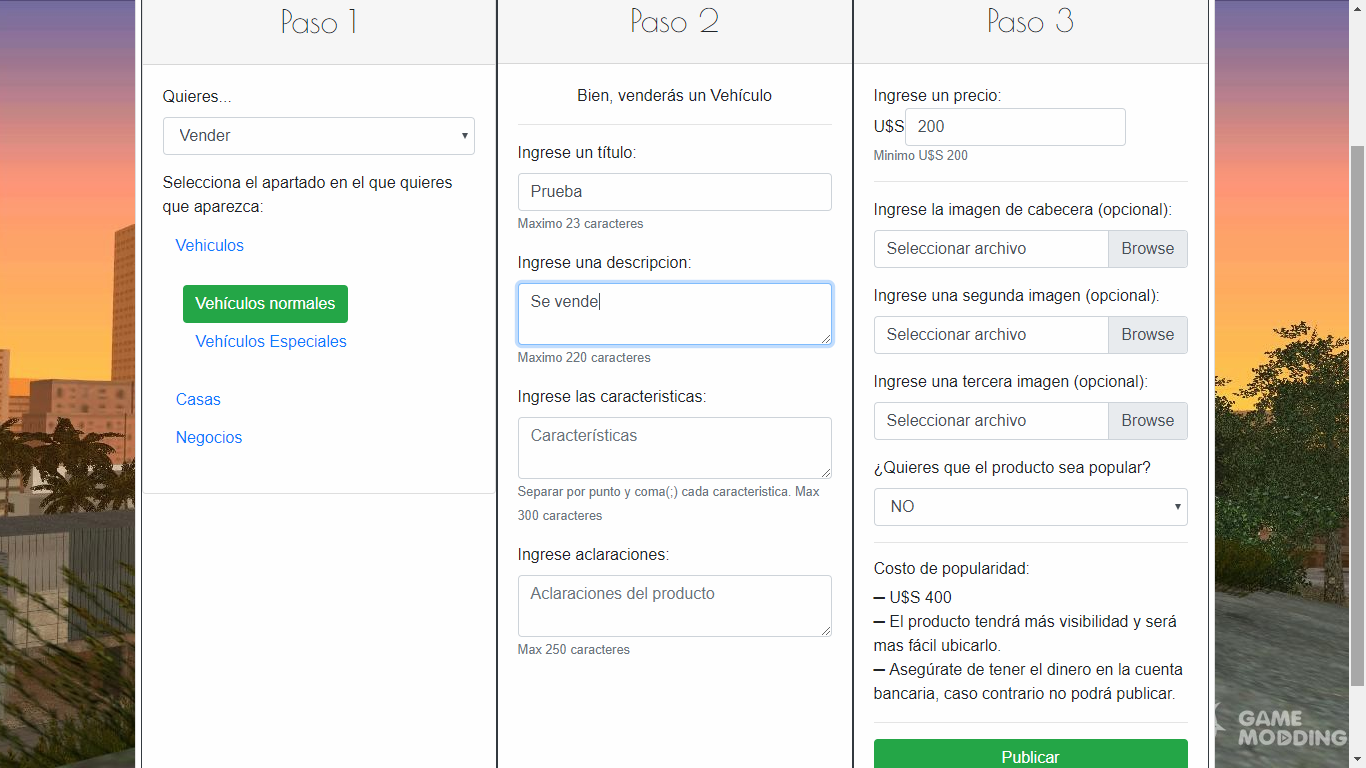 Paso 1
Quieres...
Vender
Selecciona el apartado en el que quieres
que aparezca:
Vehiculos
Vehículos normales
Vehículos Especiales
Casas
Negocios
Paso 2
Bien, venderás un Vehículo
Ingrese un título:
Prueba
Maximo 23 caracteres
Ingrese una descripcion:
Se vende
Maximo 220 caracteres
Ingrese las caracteristicas:
Características
Separar por punto y coma(;) cada caracteristica. Max
300 caracteres
Ingrese aclaraciones:
Aclaraciones del producto
Max 250 caracteres
Paso 3
Ingrese un precio:
U$S 200
Minimo U$S 200
Ingrese la imagen de cabecera (opcional):
Seleccionar archivo Browse
Ingrese una segunda imagen (opcional):
Seleccionar archivo Browse
Ingrese una tercera imagen (opcional):
Seleccionar archivo Browse
¿Quieres que el producto sea popular?
NO
Costo de popularidad:
— U$S 400
— El producto tendrá más visibilidad y será
mas fácil ubicarlo.
— Asegúrate de tener el dinero en la cuenta
bancaria, caso contrario no podrá publicar.
Publicar
GAME
MODDING